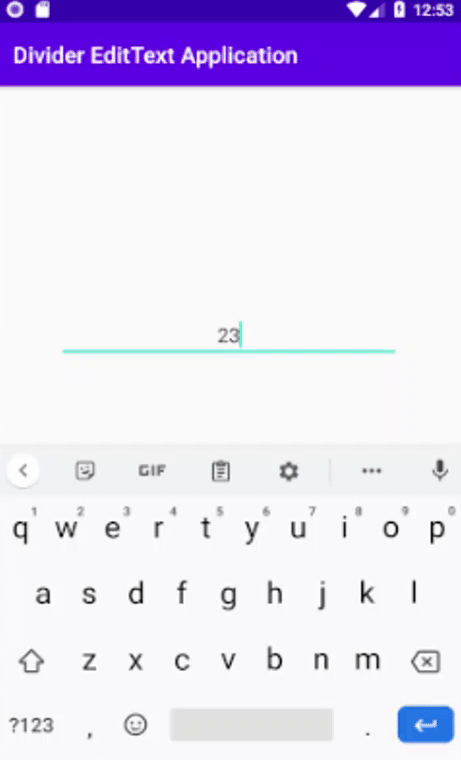 12:53
Divider EditText Application
23
GIF
1 2 3 4 5 6 7 8 9 0
q w e r t y u i o p
a s d f g h j k l
z x c v b n m
?123 , .